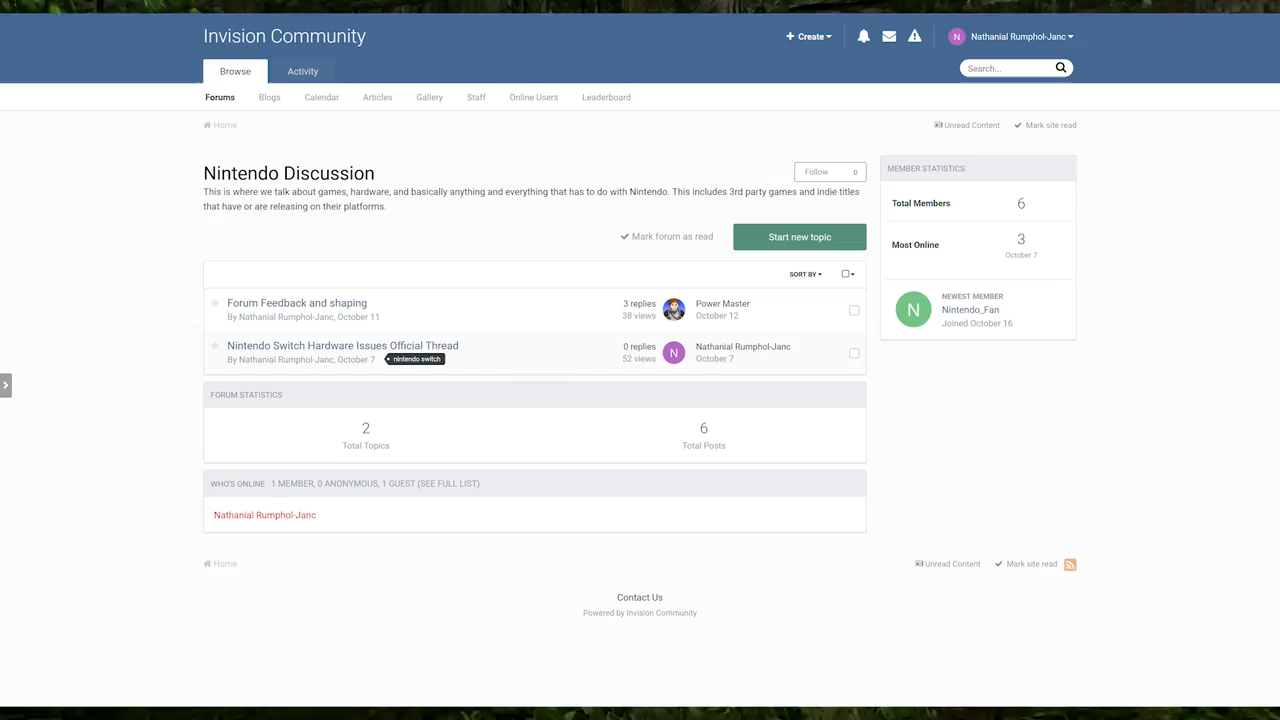 Invision Community
Create
N Nathanial Rumphol-Janc
Browse Activity
Search...
Forums Blogs Calendar Articles Gallery Staff Online Users Leaderboard
Home
Unread Content Mark site read
Nintendo Discussion
Follow 0
This is where we talk about games, hardware, and basically anything and everything that has to do with Nintendo. This includes 3rd party games and indie titles
that have or are releasing on their platforms.
Mark forum as read
Start new topic
SORT BY
Forum Feedback and shaping
By Nathanial Rumphol-Janc, October 11
3 replies
38 views
Power Master
October 12
Nintendo Switch Hardware Issues Official Thread
By Nathanial Rumphol-Janc, October 7 nintendo switch
0 replies
52 views
N
Nathanial Rumphol-Janc
October 7
FORUM STATISTICS
2
Total Topics
6
Total Posts
WHO'S ONLINE 1 MEMBER, 0 ANONYMOUS, 1 GUEST (SEE FULL LIST)
Nathanial Rumphol-Janc
MEMBER STATISTICS
Total Members 6
Most Online 3
October 7
N
NEWEST MEMBER
Nintendo_Fan
Joined October 16
Home
Unread Content Mark site read
Contact Us
Powered by Invision Community